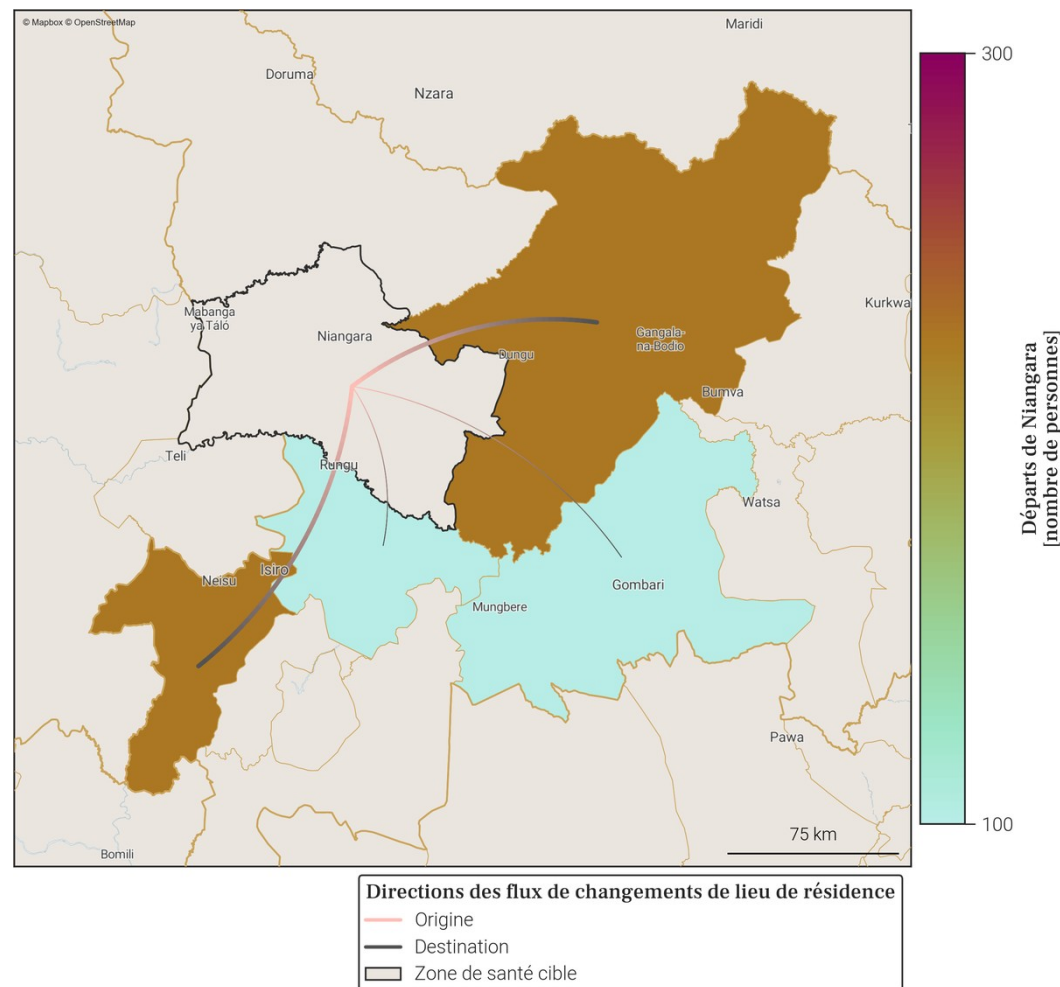 © Mapbox © OpenStreetMap
Maridi
Doruma
Nzara
Kurkwa
Mabanga
ya Táló
Niangara
Gangala-
na-Bodio
Dungu
Bumva
Teli
Rungu
Watsa
Neisu
Isiro
Gombari
Mungbere
Pawa
75 km
Bomili
300
100
Départs de Niangara
[nombre de personnes]
Directions des flux de changements de lieu de résidence
Origine
Destination
Zone de santé cible